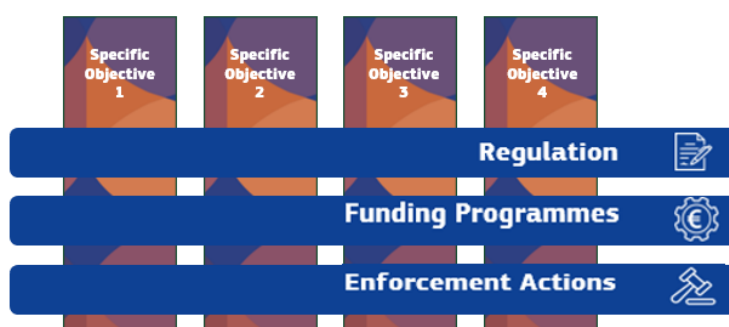 Specific
Objective
1
Specific
Objective
2
Specific
Objective
3
Specific
Objective
4
Regulation
Funding Programmes
€
Enforcement Actions